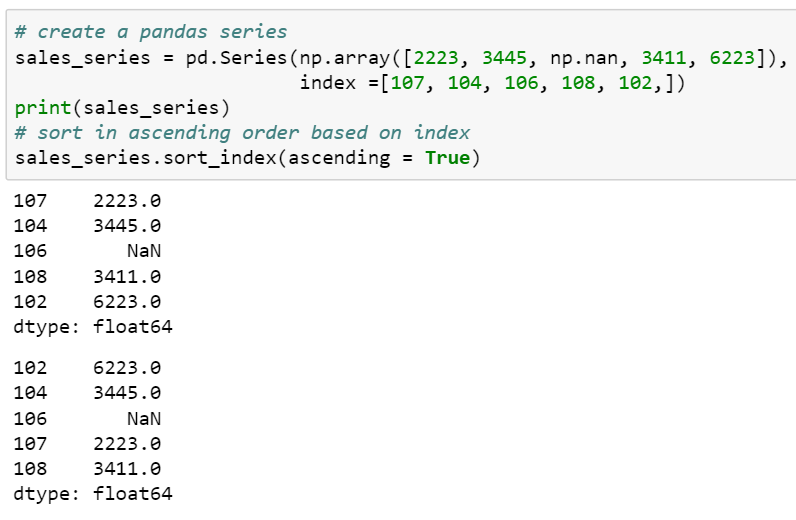 # create a pandas series
sales_series = pd.Series(np.array([2223, 3445, np.nan, 3411, 6223]),
                         index =[107, 104, 106, 108, 102,])
print(sales_series)
# sort in ascending order based on index
sales_series.sort_index(ascending = True)
107    2223.0
104    3445.0
106       NaN
108    3411.0
102    6223.0
dtype: float64
102    6223.0
104    3445.0
106       NaN
107    2223.0
108    3411.0
dtype: float64